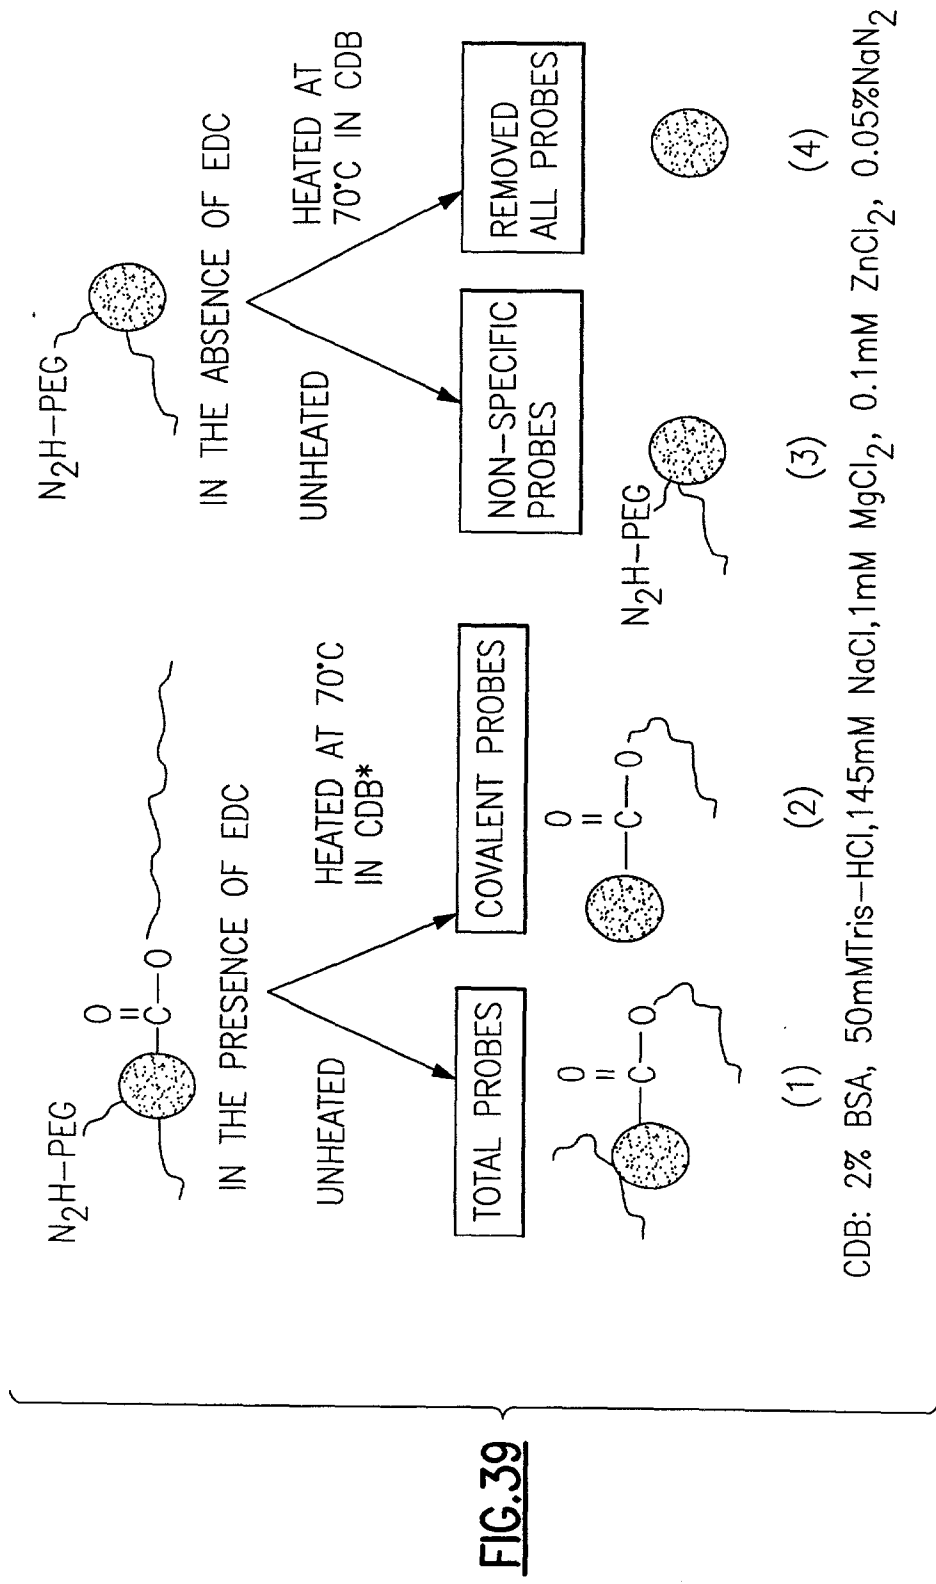 N2H-PEG
O
=
C-O
IN THE PRESENCE OF EDC
UNHEATED
HEATED AT 70°C
IN CDB*
TOTAL PROBES
COVALENT PROBES
O
=
C-O
O
=
C-O
(1)
(2)
N2H-PEG
IN THE ABSENCE OF EDC
UNHEATED
HEATED AT
70°C IN CDB
NON-SPECIFIC
PROBES
REMOVED
ALL PROBES
N2H-PEG
(3)
(4)
CDB: 2% BSA, 50mMTris-HCl,145mM NaCl,1mM MgCl2, 0.1mM ZnCl2, 0.05%NaN2
FIG.39